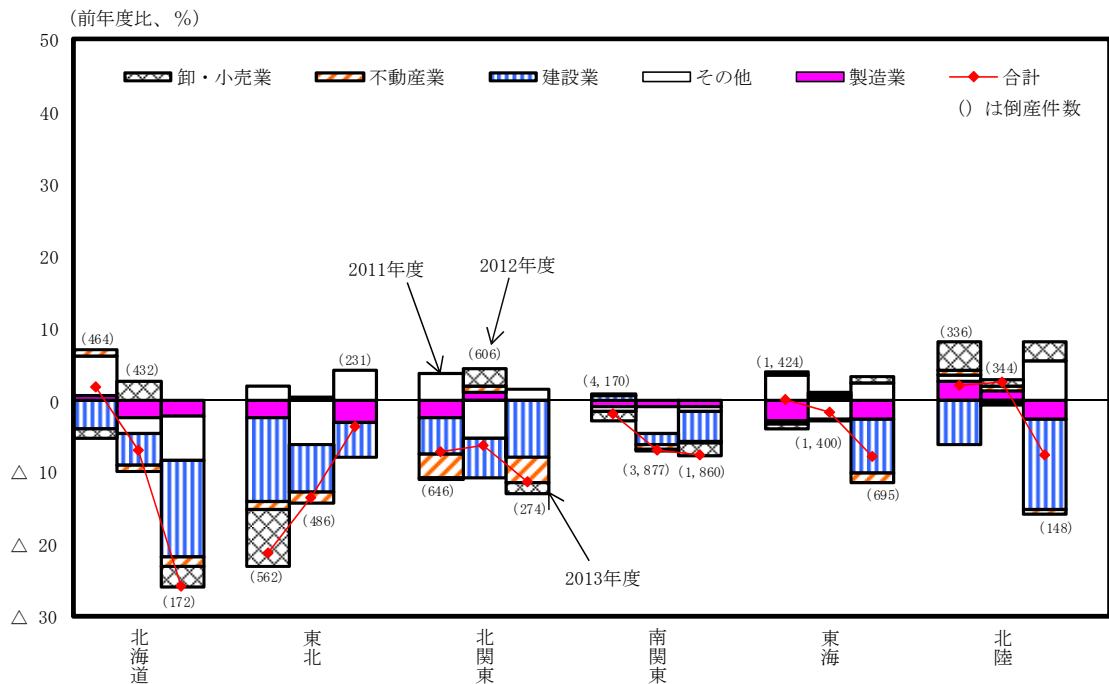 (前年度比、%)
50
40
30
20
10
0
△ 10
△ 20
△ 30
卸・小売業
不動産業
建設業
その他
製造業
合計
()は倒産件数
2011年度
2012年度
2013年度
(464)
(432)
(172)
(562)
(486)
(231)
(646)
(606)
(274)
(4,170)
(3,877)
(1,860)
(1,424)
(1,400)
(695)
(336)
(344)
(148)
北海道
東北
北関東
南関東
東海
北陸